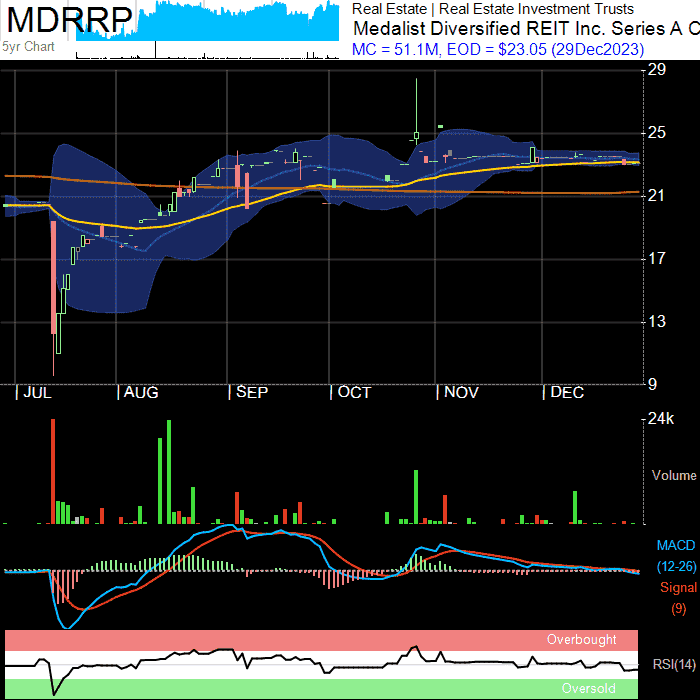 MDRRP
5yr Chart
Real Estate | Real Estate Investment Trusts
Medalist Diversified REIT Inc. Series A C
MC = 51.1M, EOD = $23.05 (29Dec2023)
29
25
21
17
13
9
JUL AUG SEP OCT NOV DEC
24k
Volume
MACD
(12-26)
Signal
(9)
Overbought
RSI(14)
Oversold